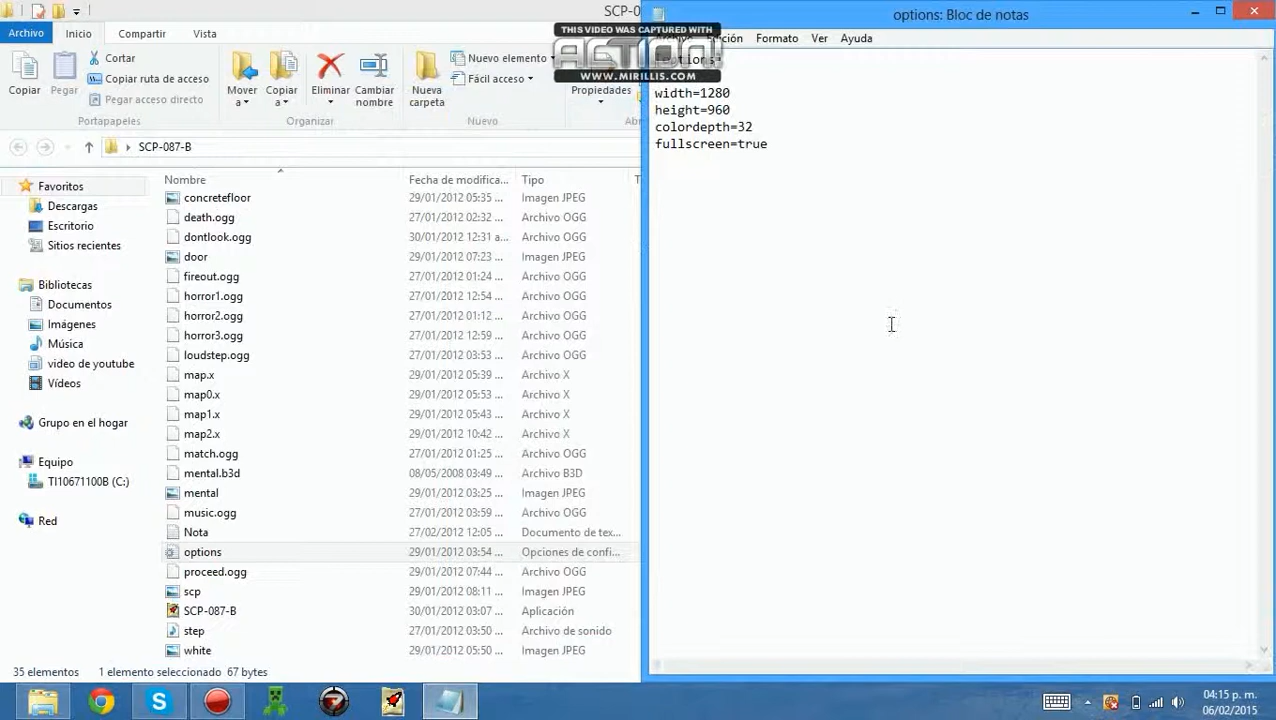 SCP-0
THIS VIDEO WAS CAPTURED WITH
ACTION!
WWW.MIRILLIS.COM
options: Bloc de notas
Archivo Inicio Compartir Vista
Formato Ver Ayuda
Copiar
Pegar
Cortar
Copiar ruta de acceso
Pegar acceso directo
Portapapeles
Mover a
Copiar a
Eliminar
Cambiar nombre
Organizar
Nueva carpeta
Nuevo elemento
Fácil acceso
Nuevo
Propiedades
SCP-087-B
Nombre Fecha de modifica... Tipo
Favoritos
Descargas
Escritorio
Sitios recientes
Bibliotecas
Documentos
Imágenes
Música
video de youtube
Vídeos
Grupo en el hogar
Equipo
TI10671100B (C:)
Red
concretefloor 29/01/2012 05:35 ... Imagen JPEG
death.ogg 27/01/2012 02:32 ... Archivo OGG
dontlook.ogg 30/01/2012 12:31 a... Archivo OGG
door 29/01/2012 07:23 ... Imagen JPEG
fireout.ogg 27/01/2012 01:24 ... Archivo OGG
horror1.ogg 27/01/2012 12:54 ... Archivo OGG
horror2.ogg 27/01/2012 01:12 ... Archivo OGG
horror3.ogg 27/01/2012 12:59 ... Archivo OGG
loudstep.ogg 27/01/2012 03:53 ... Archivo OGG
map.x 29/01/2012 05:39 ... Archivo X
map0.x 29/01/2012 05:53 ... Archivo X
map1.x 29/01/2012 05:43 ... Archivo X
map2.x 29/01/2012 10:42 ... Archivo X
match.ogg 27/01/2012 01:25 ... Archivo OGG
mental.b3d 08/05/2008 03:49 ... Archivo B3D
mental 29/01/2012 03:25 ... Imagen JPEG
music.ogg 27/01/2012 03:59 ... Archivo OGG
Nota 27/02/2012 12:05 ... Documento de tex...
options 29/01/2012 03:54 ... Opciones de confi...
proceed.ogg 29/01/2012 07:44 ... Archivo OGG
scp 29/01/2012 08:11 ... Imagen JPEG
SCP-087-B 30/01/2012 03:07 ... Aplicación
step 27/01/2012 03:50 ... Archivo de sonido
white 29/01/2012 05:50 ... Imagen JPEG
35 elementos 1 elemento seleccionado 67 bytes
width=1280
height=960
colordepth=32
fullscreen=true
04:15 p. m.
06/02/2015